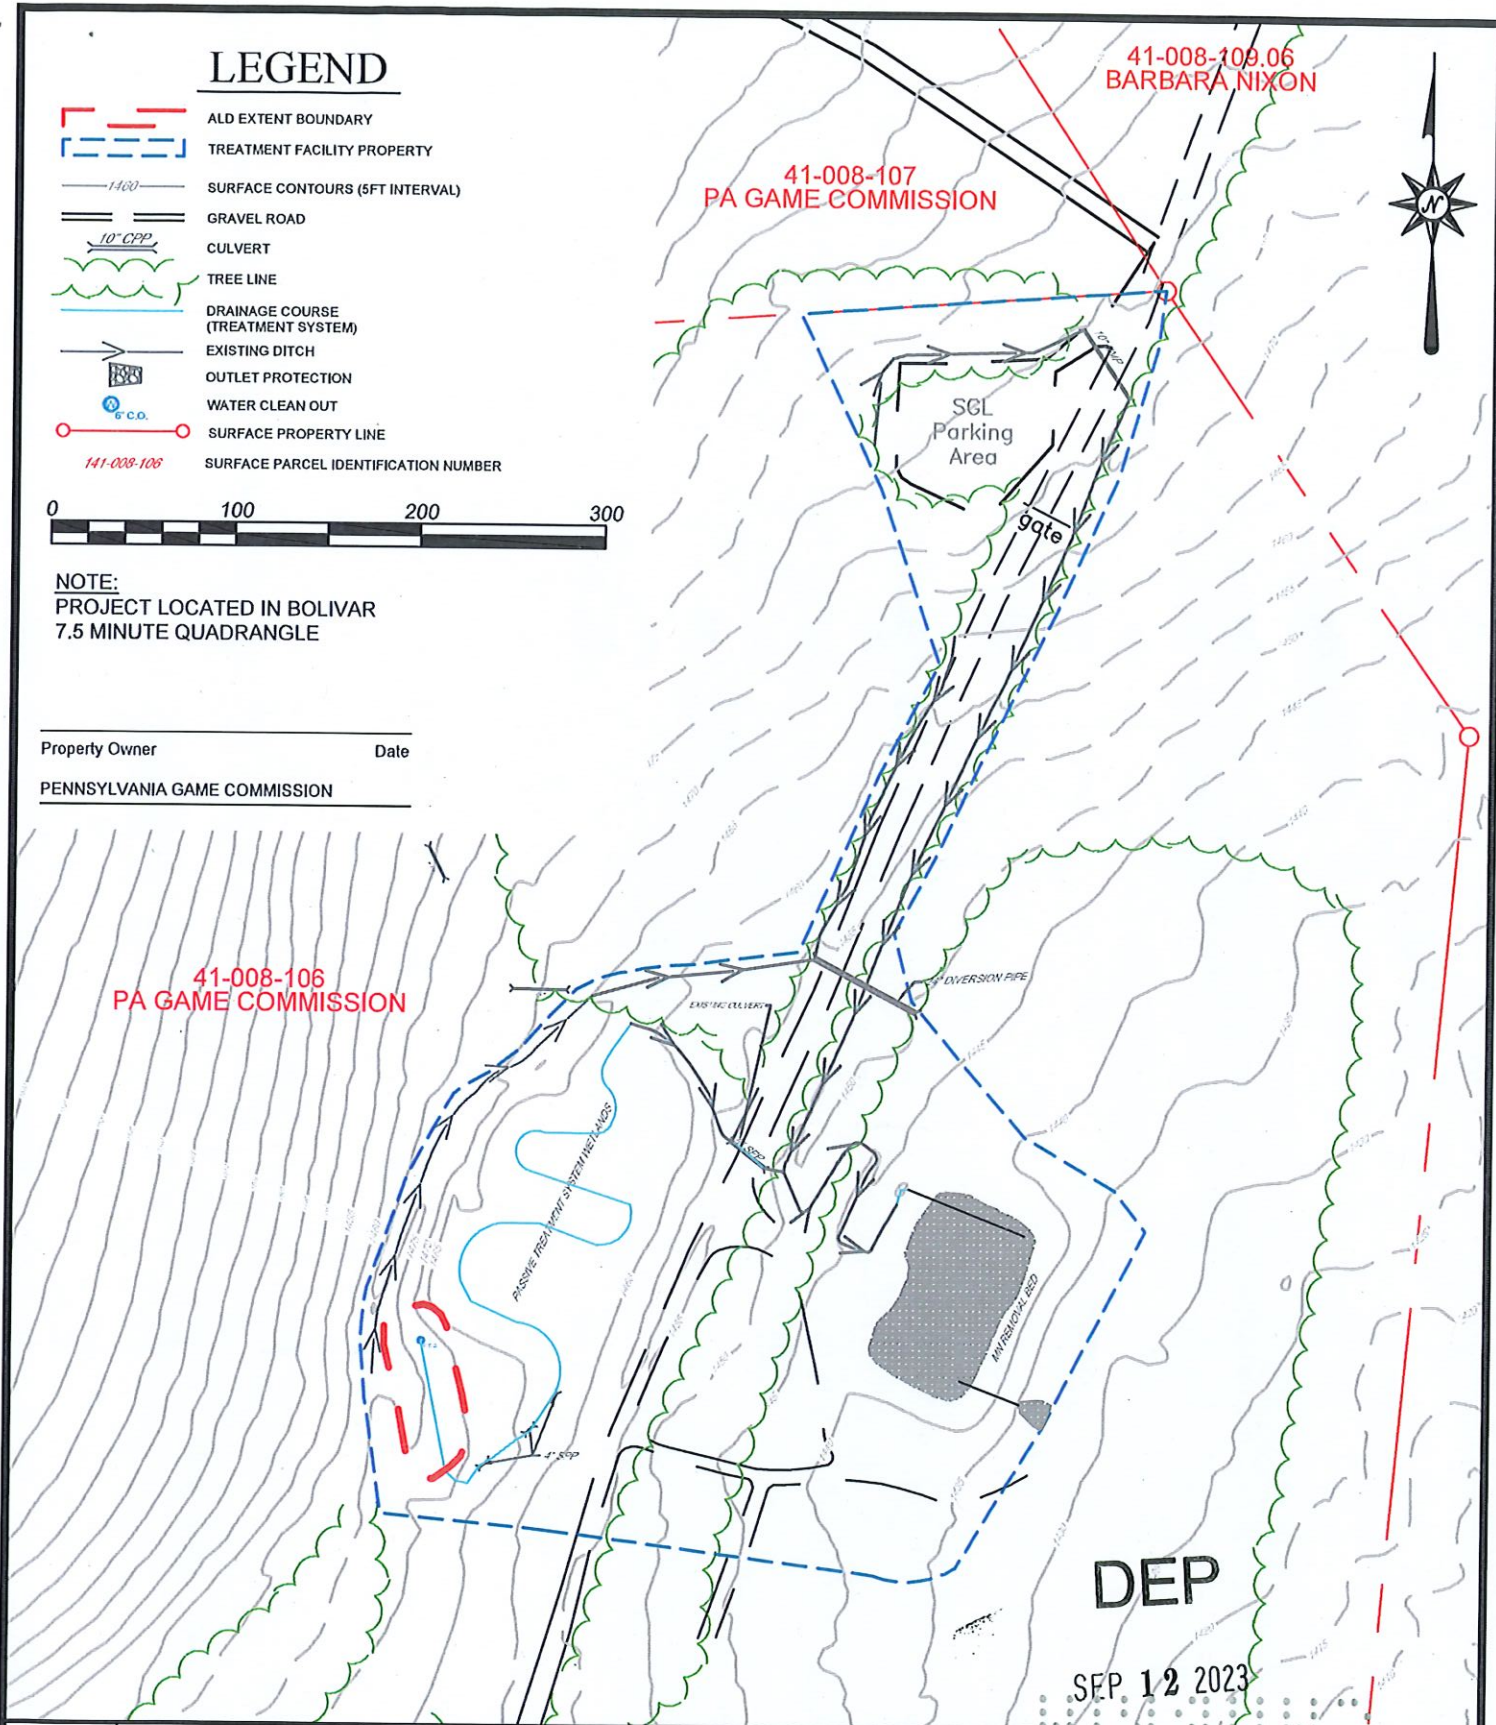 LEGEND
ALD EXTENT BOUNDARY
TREATMENT FACILITY PROPERTY
1460
SURFACE CONTOURS (5FT INTERVAL)
GRAVEL ROAD
10" CPP
CULVERT
TREE LINE
DRAINAGE COURSE
(TREATMENT SYSTEM)
EXISTING DITCH
OUTLET PROTECTION
6" C.O.
WATER CLEAN OUT
SURFACE PROPERTY LINE
141-008-106
SURFACE PARCEL IDENTIFICATION NUMBER
0 100 200 300
NOTE:
PROJECT LOCATED IN BOLIVAR
7.5 MINUTE QUADRANGLE
Property Owner Date
PENNSYLVANIA GAME COMMISSION
41-008-109.06
BARBARA NIXON
N
41-008-107
PA GAME COMMISSION
SGL
Parking
Area
gate
41-008-106
PA GAME COMMISSION
EXISTING CULVERT
DIVERSION PIPE
PASSIVE TREATMENT SYSTEM WETLANDS
MN REMOVAL BED
4" SPP
DEP
SEP 12 2023